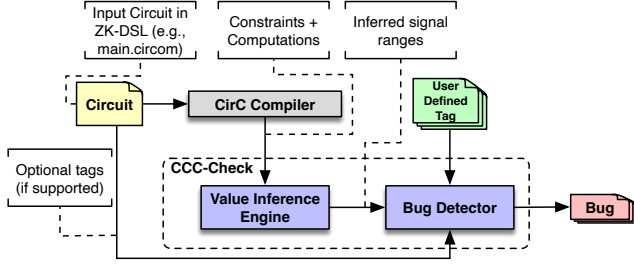 Input Circuit in
ZK-DSL (e.g.,
main.circom)
Constraints +
Computations
Inferred signal
ranges
Circuit
CirC Compiler
User
Defined
Tag
Optional tags
(if supported)
CCC-Check
Value Inference
Engine
Bug Detector
Bug